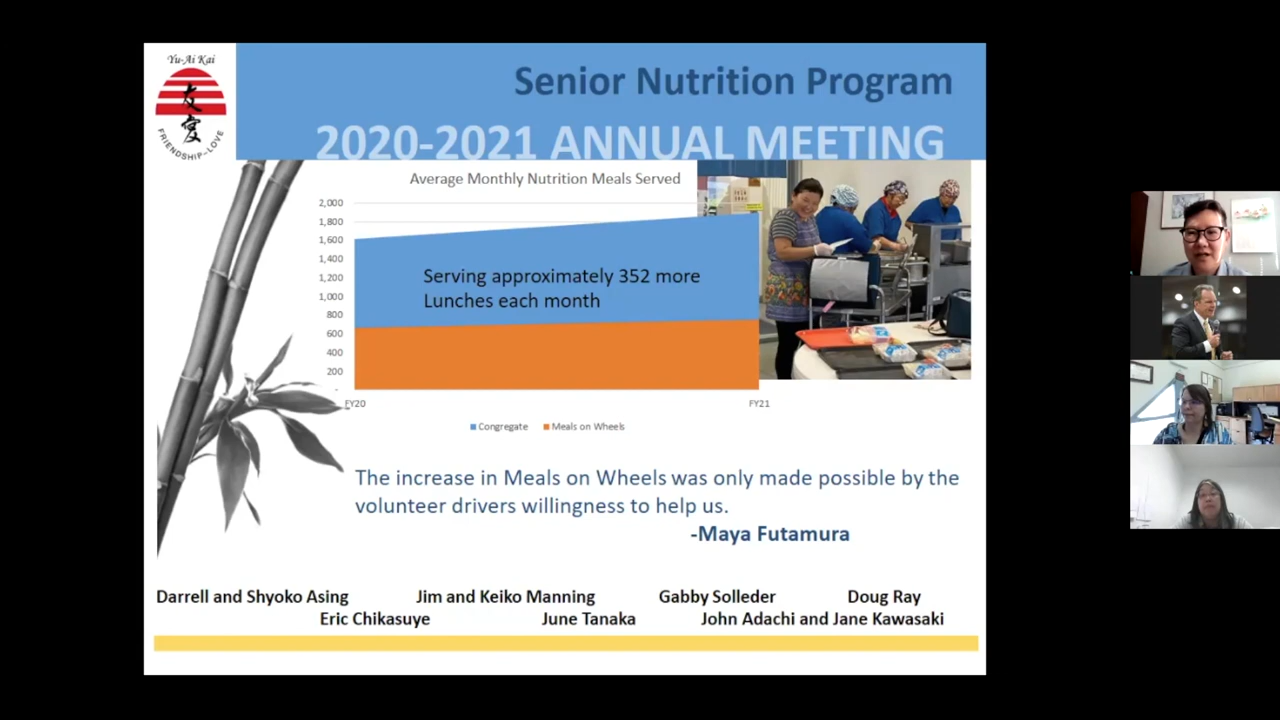 Yu-Ai Kai
友
愛
FRIENDSHIP-LOVE
Senior Nutrition Program
2020-2021 ANNUAL MEETING
Average Monthly Nutrition Meals Served
2,000
1,800
1,600
1,400
1,200
1,000
800
600
400
200
-
Serving approximately 352 more
Lunches each month
FY20
FY21
Congregate
Meals on Wheels
The increase in Meals on Wheels was only made possible by the
volunteer drivers willingness to help us.
-Maya Futamura
Darrell and Shyoko Asing
Jim and Keiko Manning
Gabby Solleder
Doug Ray
Eric Chikasuye
June Tanaka
John Adachi and Jane Kawasaki